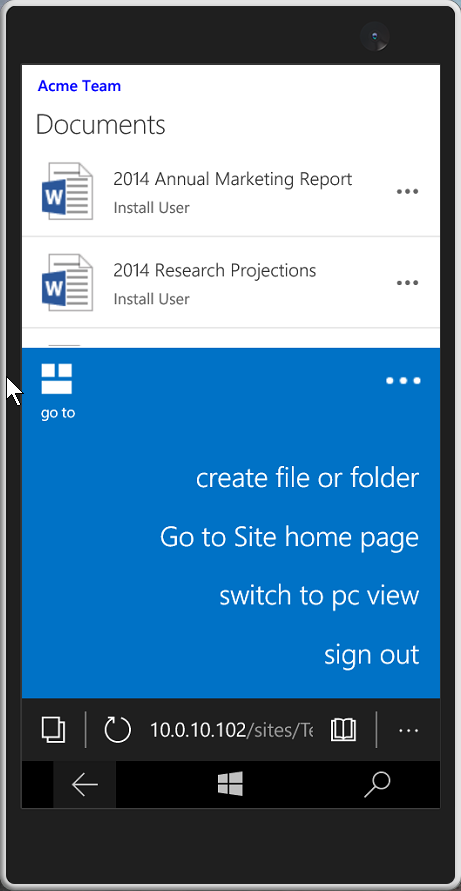 Acme Team
Documents
2014 Annual Marketing Report
Install User
2014 Research Projections
Install User
go to
create file or folder
Go to Site home page
switch to pc view
sign out
10.0.10.102/sites/Te